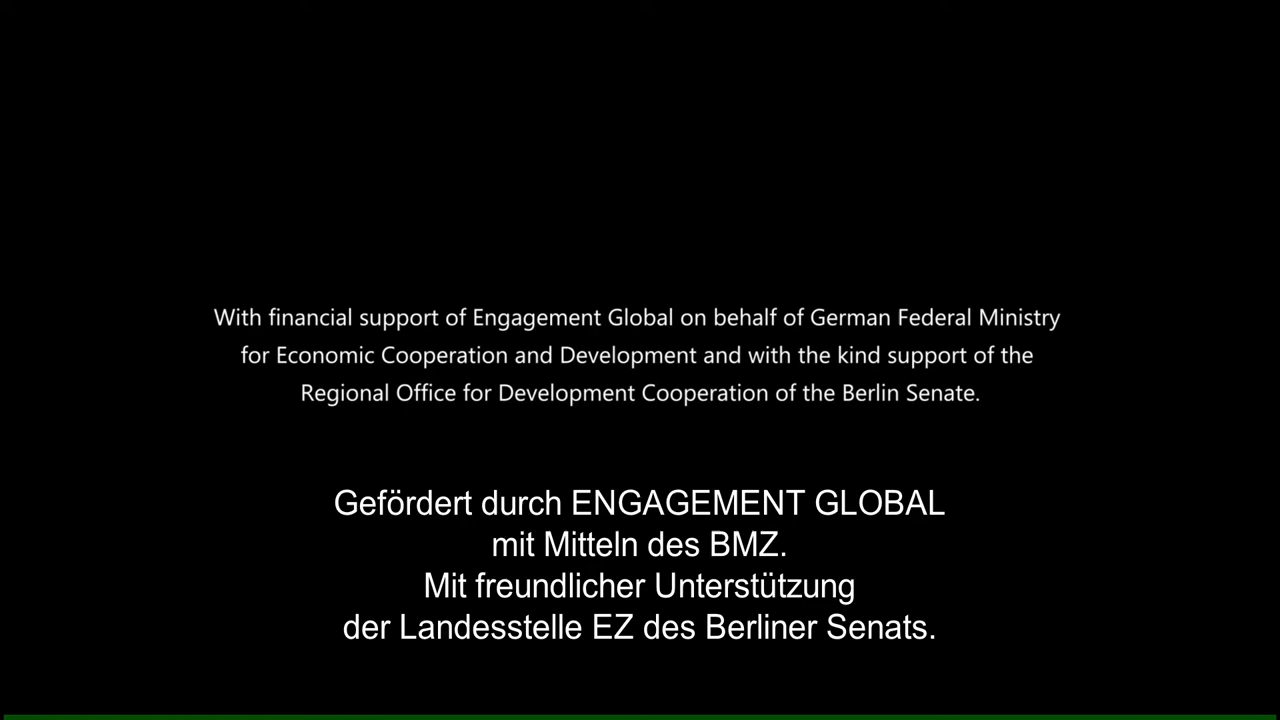 With financial support of Engagement Global on behalf of German Federal Ministry
for Economic Cooperation and Development and with the kind support of the
Regional Office for Development Cooperation of the Berlin Senate.
Gefördert durch ENGAGEMENT GLOBAL
mit Mitteln des BMZ.
Mit freundlicher Unterstützung
der Landesstelle EZ des Berliner Senats.